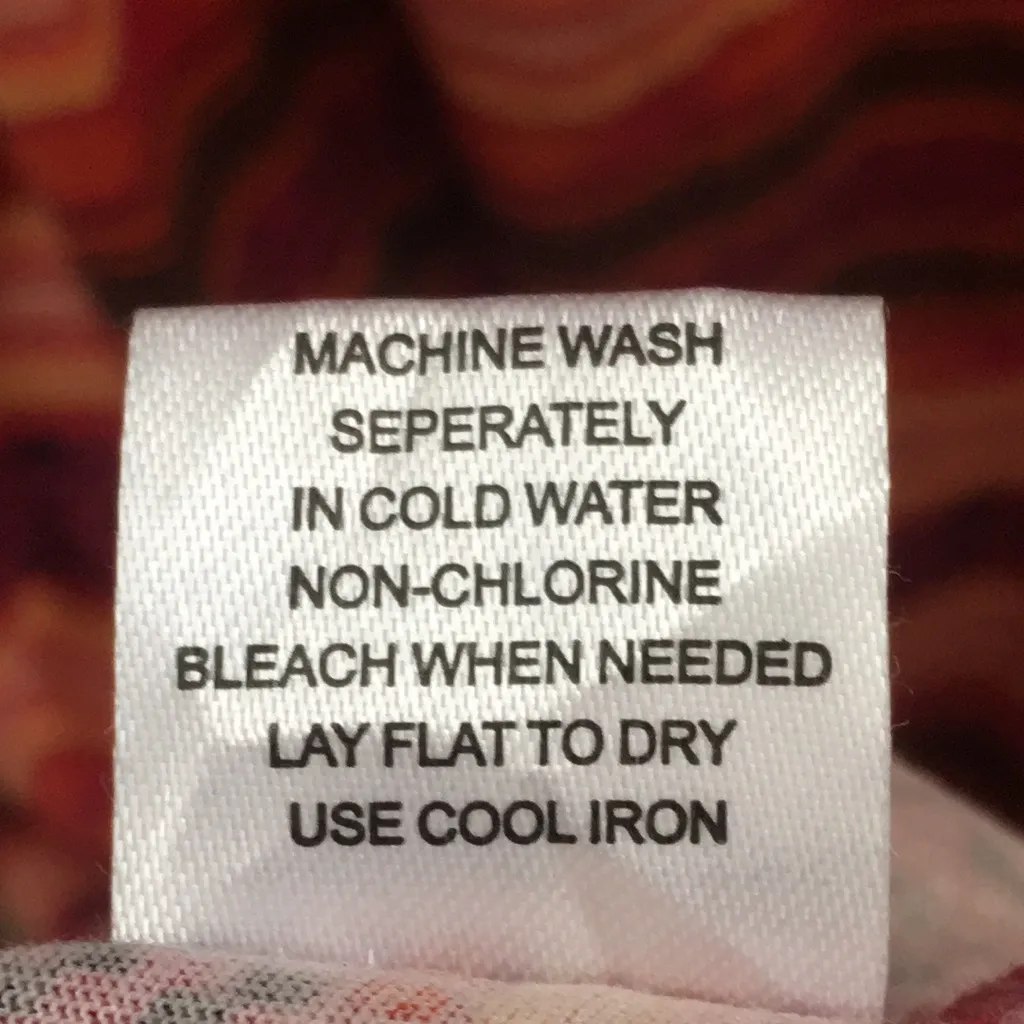 MACHINE WASH
SEPERATELY
IN COLD WATER
NON-CHLORINE
BLEACH WHEN NEEDED
LAY FLAT TO DRY
USE COOL IRON